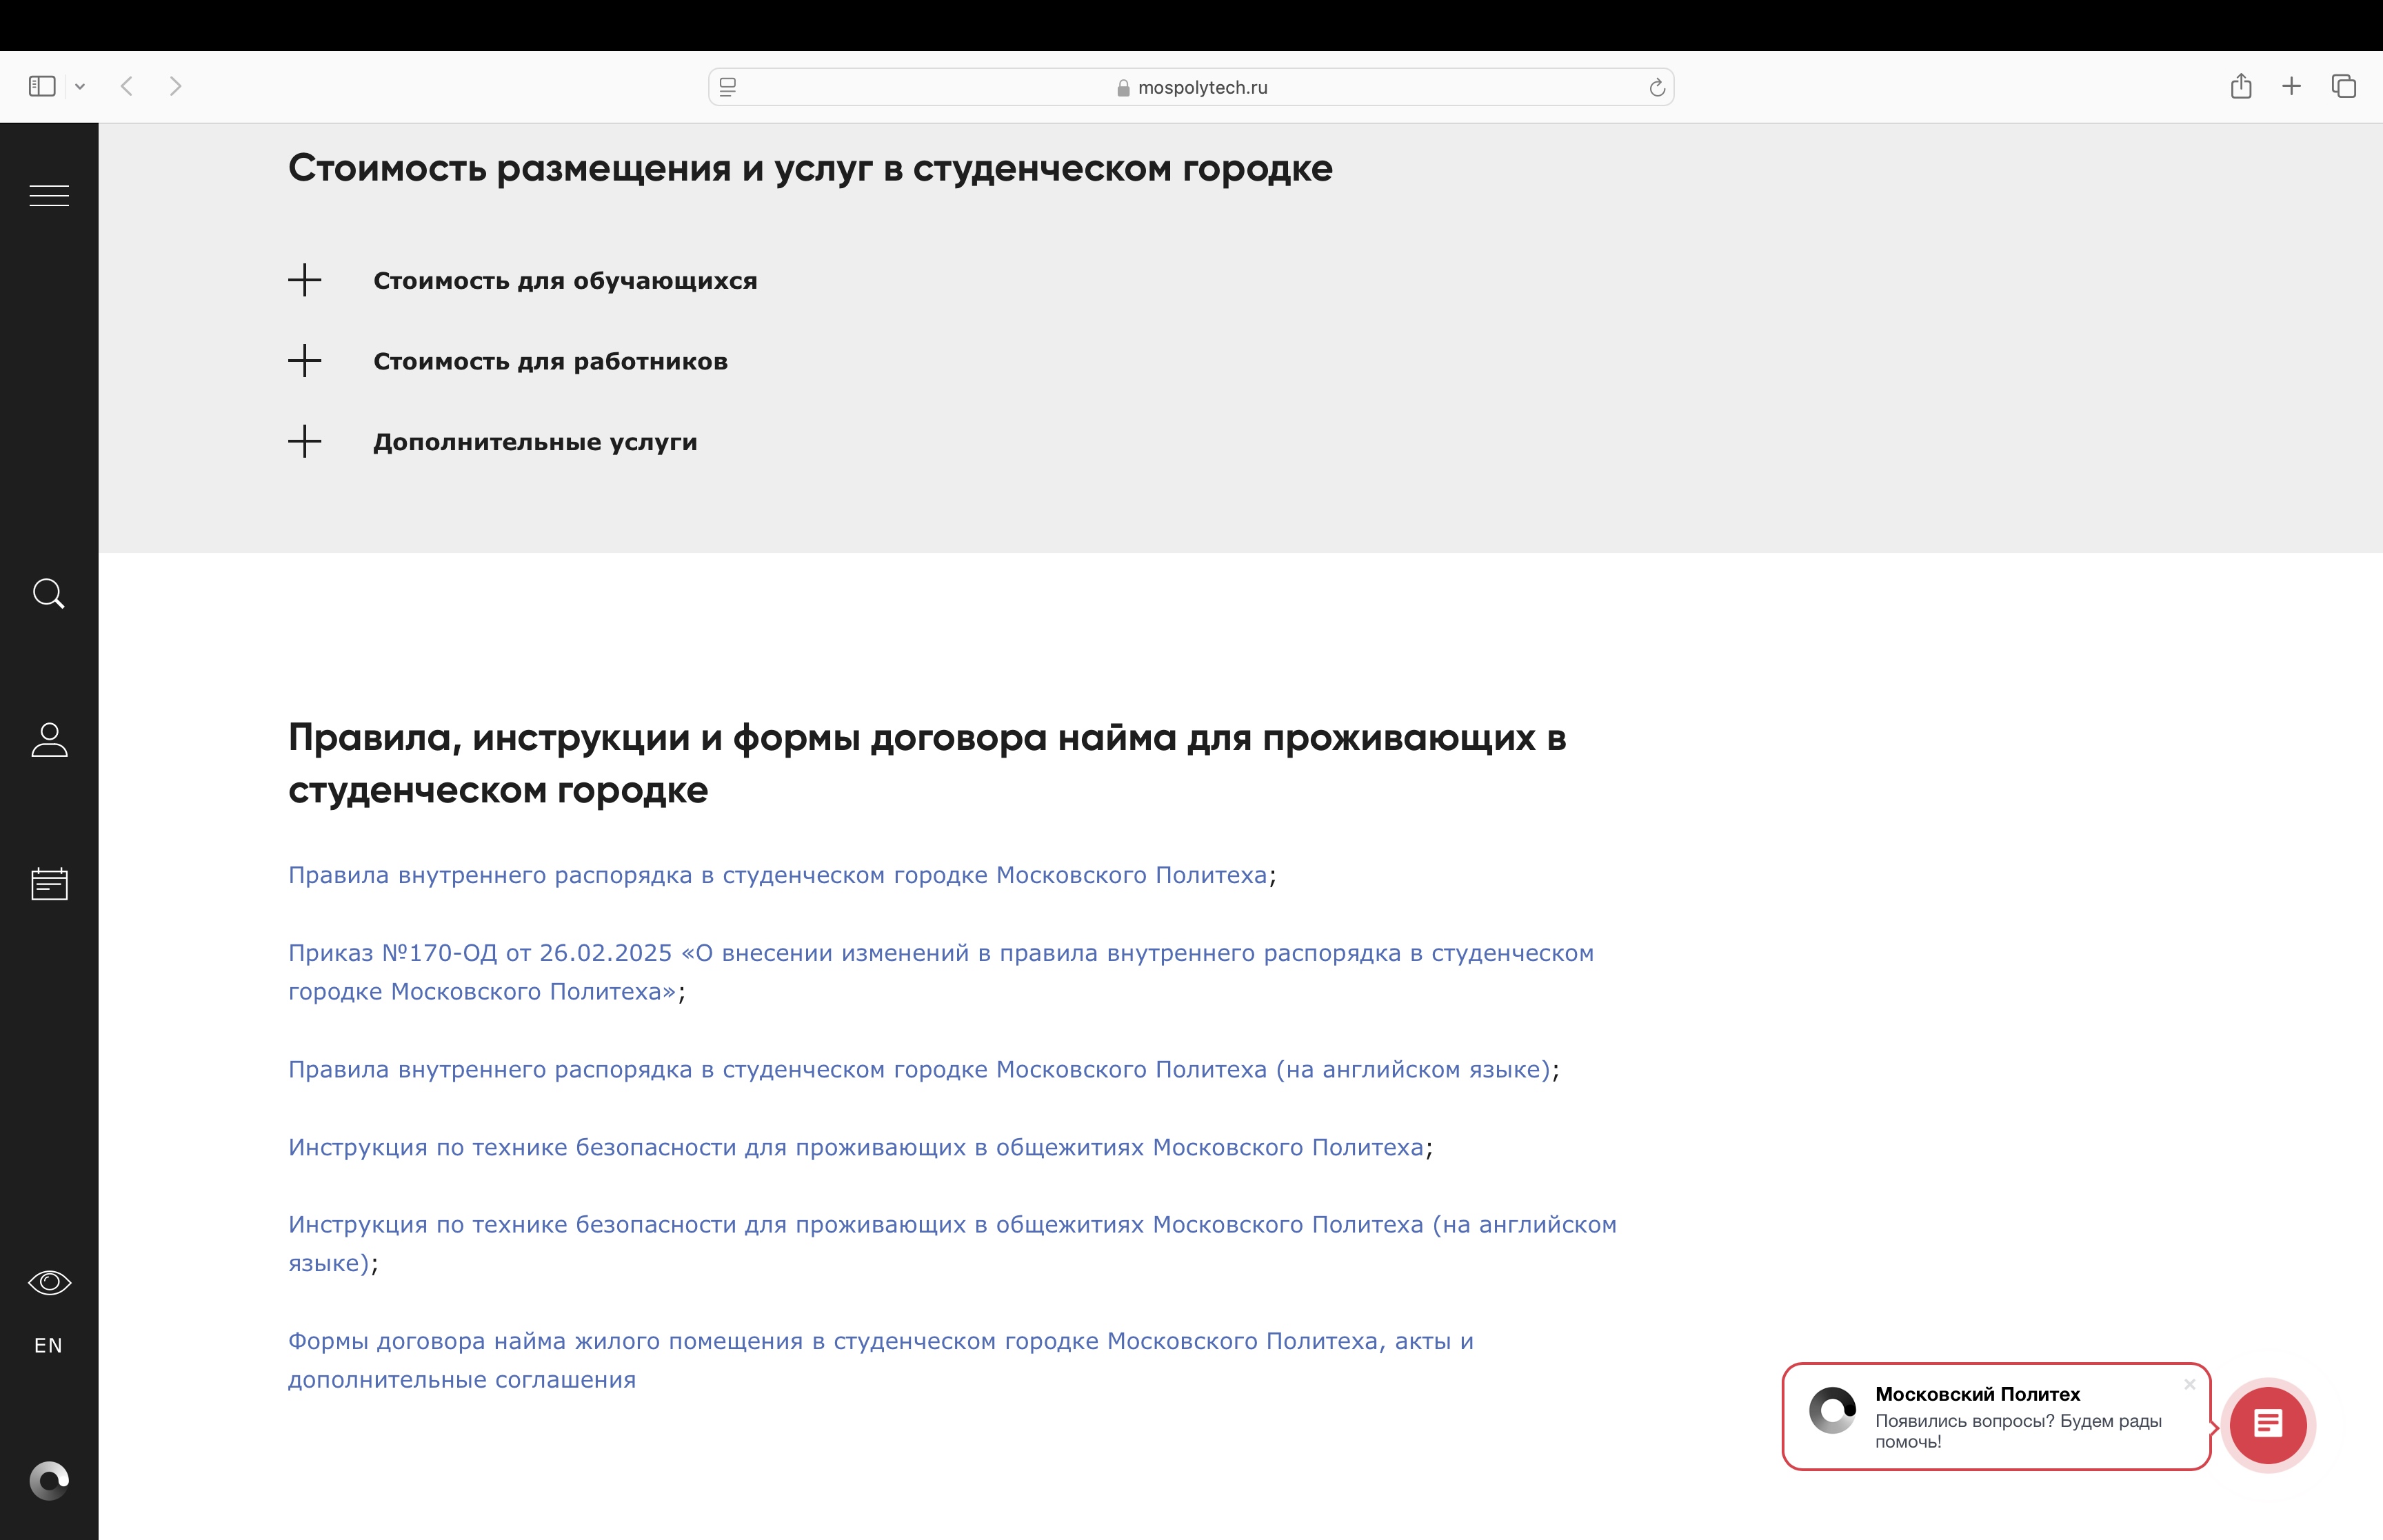 mospolytech.ru
Стоимость размещения и услуг в студенческом городке
Стоимость для обучающихся
Стоимость для работников
Дополнительные услуги
Правила, инструкции и формы договора найма для проживающих в
студенческом городке
Правила внутреннего распорядка в студенческом городке Московского Политеха;
Приказ №170-ОД от 26.02.2025 «О внесении изменений в правила внутреннего распорядка в студенческом
городке Московского Политеха»;
Правила внутреннего распорядка в студенческом городке Московского Политеха (на английском языке);
Инструкция по технике безопасности для проживающих в общежитиях Московского Политеха;
Инструкция по технике безопасности для проживающих в общежитиях Московского Политеха (на английском
языке);
Формы договора найма жилого помещения в студенческом городке Московского Политеха, акты и
дополнительные соглашения
EN
Московский Политех
Появились вопросы? Будем рады
помочь!